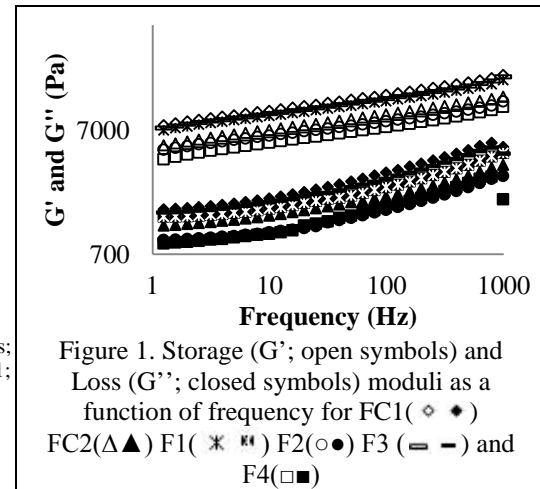 G' and G'' (Pa)
7000
700
1
10
100
1000
Frequency (Hz)
s;
1;
Figure 1. Storage (G'; open symbols) and
Loss (G''; closed symbols) moduli as a
function of frequency for FC1( ◇ ◆ )
FC2(Δ▲) F1( ) F2(○●) F3 ( ) and
F4(□■)